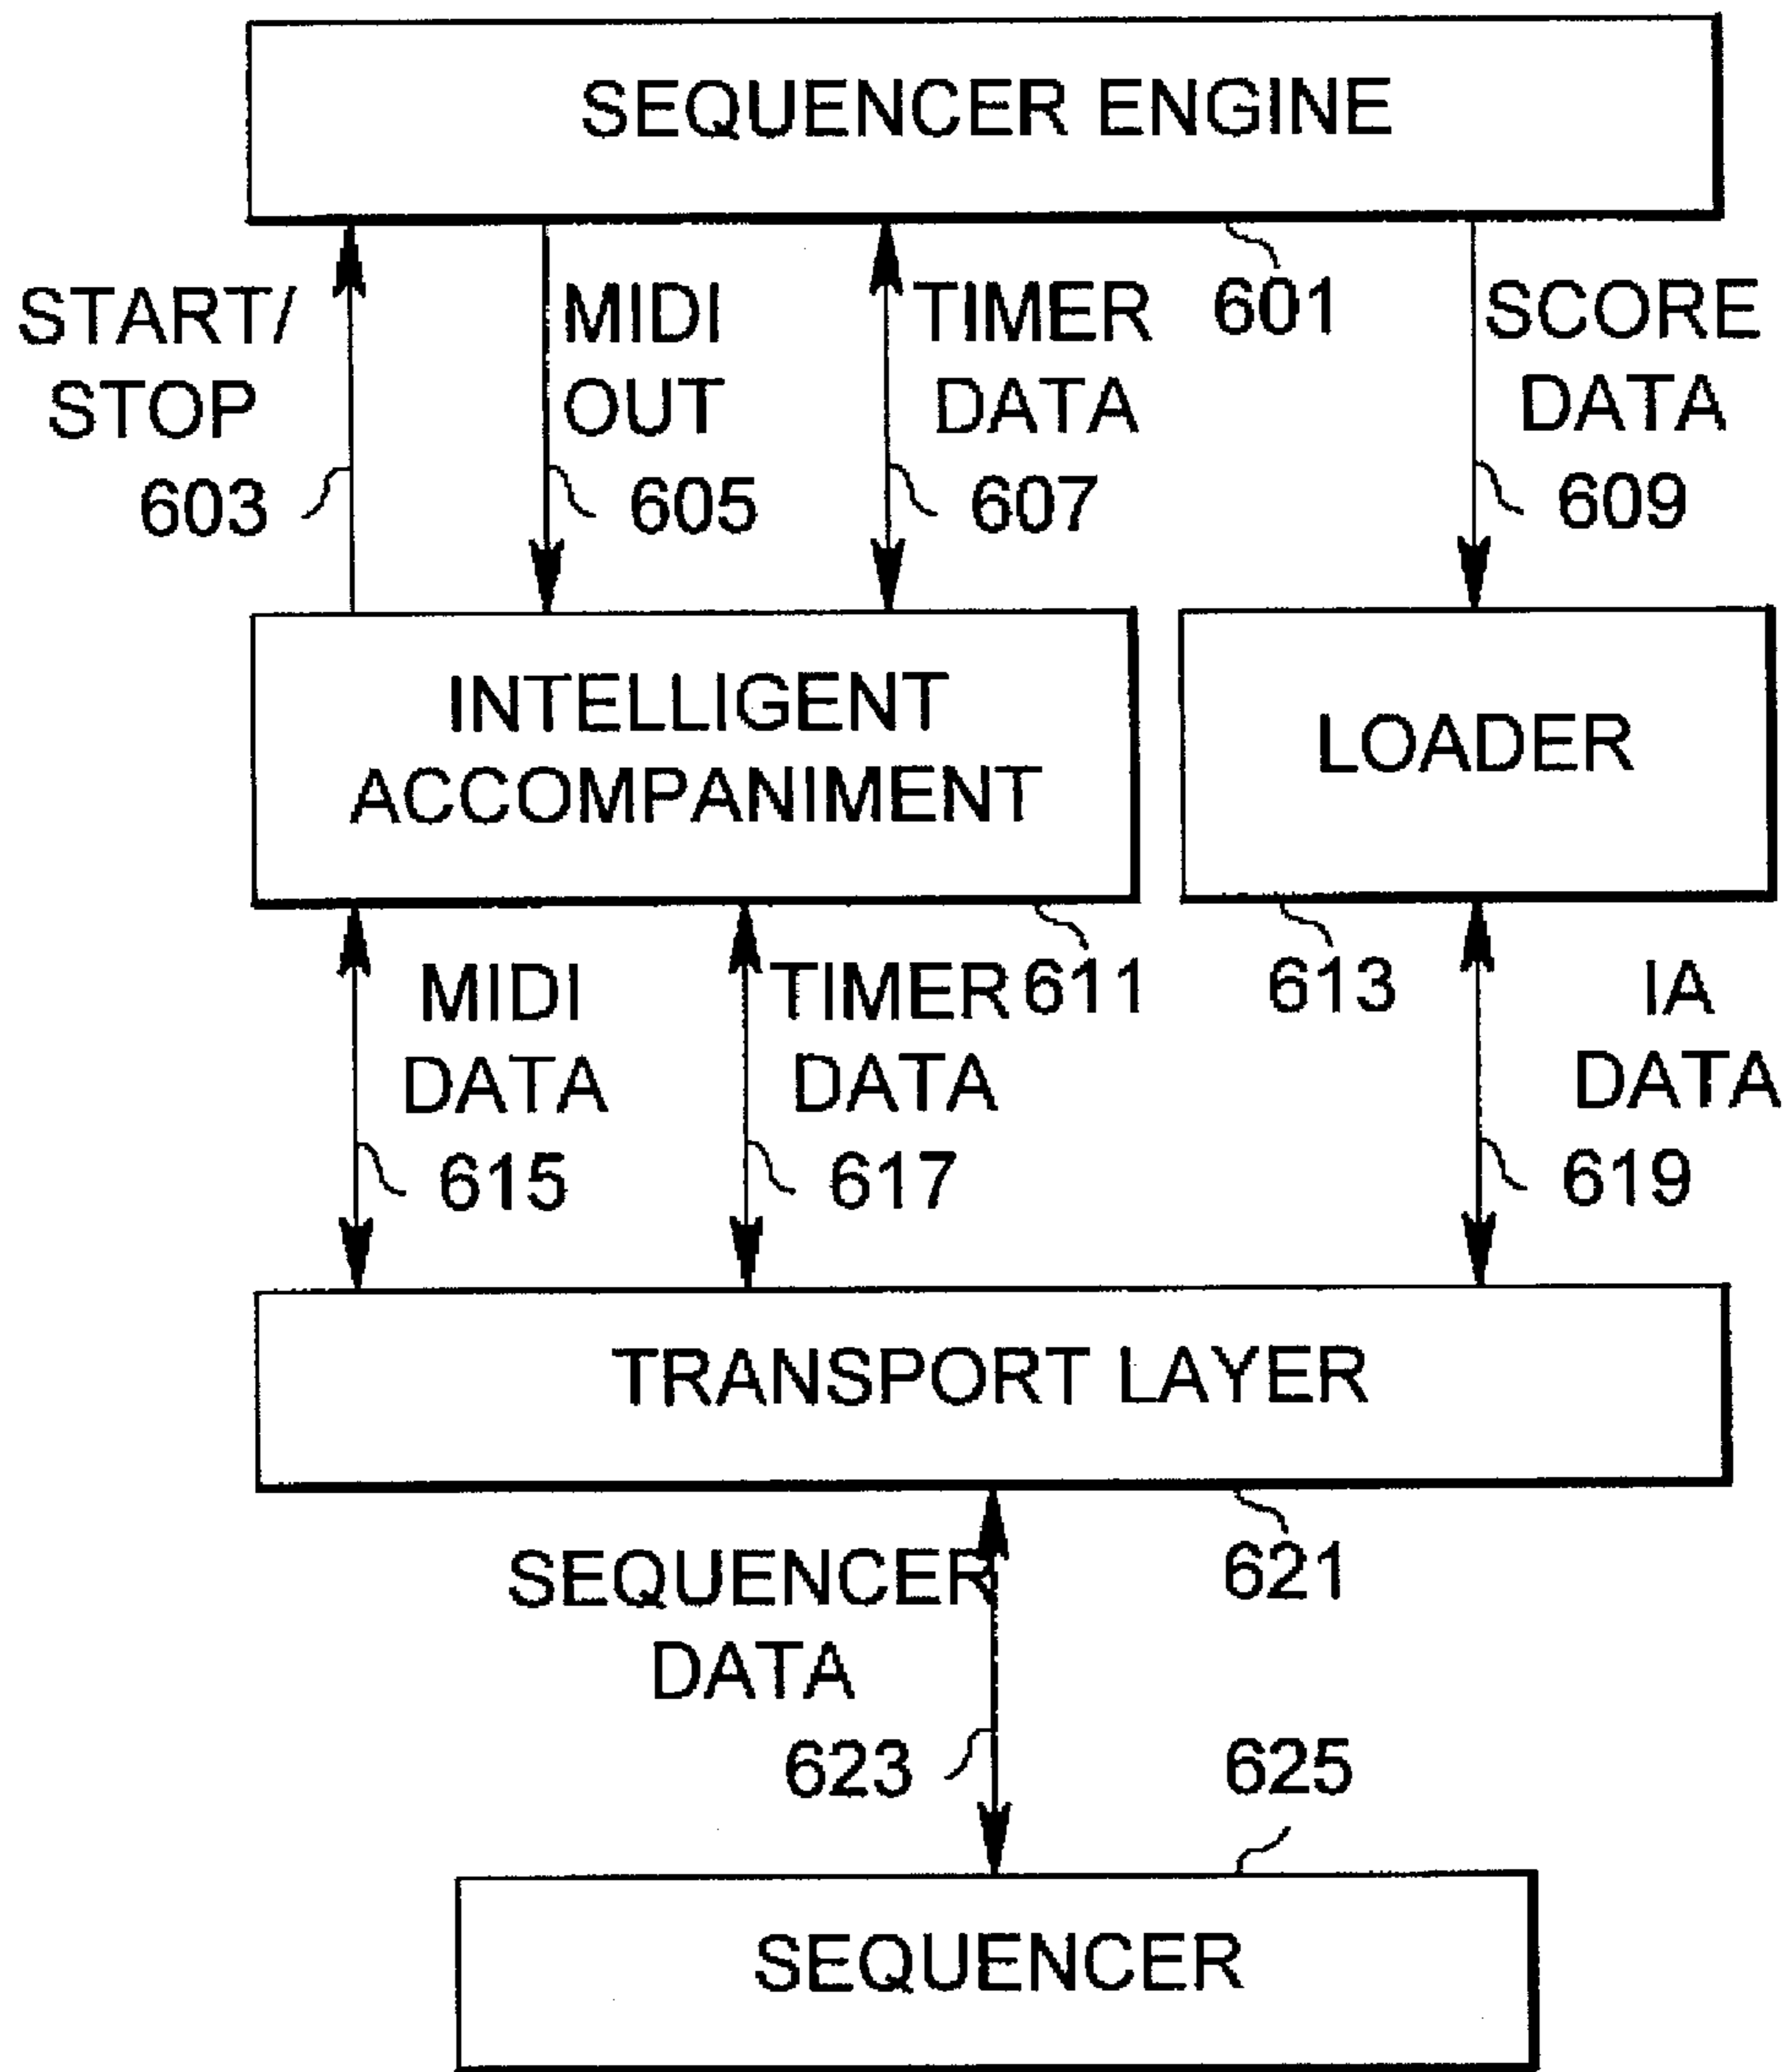 SEQUENCER ENGINE
601
START/
STOP
603
MIDI
OUT
605
TIMER
DATA
607
SCORE
DATA
609
INTELLIGENT
ACCOMPANIMENT
LOADER
611
613
MIDI
DATA
615
TIMER
DATA
617
IA
DATA
619
TRANSPORT LAYER
621
SEQUENCER
DATA
623
625
SEQUENCER